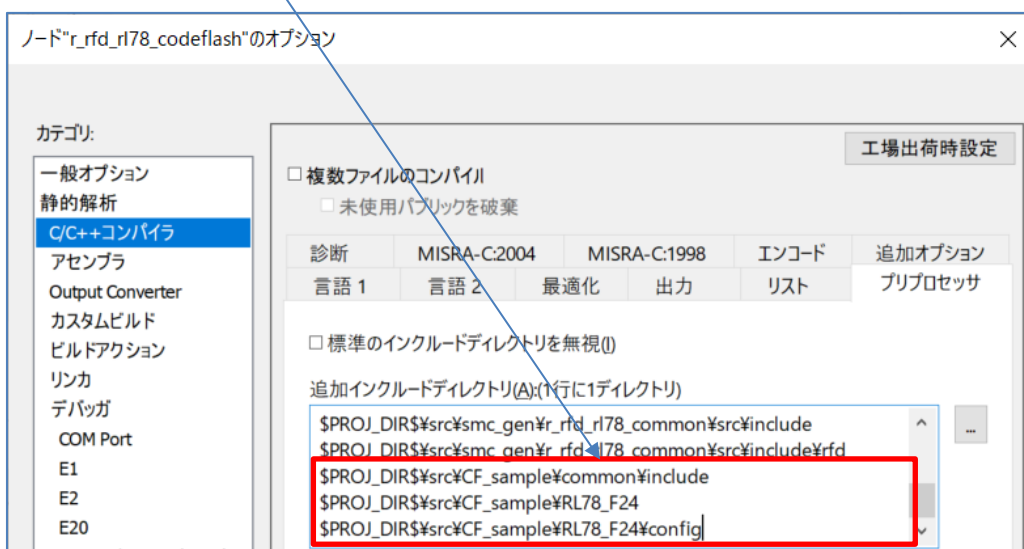 ノード"r_rfd_rl78_codeflash"のオプション
カテゴリ:
一般オプション
静的解析
C/C++コンパイラ
アセンブラ
Output Converter
カスタムビルド
ビルドアクション
リンカ
デバッガ
COM Port
E1
E2
E20
工場出荷時設定
複数ファイルのコンパイル
未使用パブリックを破棄
診断 MISRA-C:2004 MISRA-C:1998 エンコード 追加オプション
言語 1 言語 2 最適化 出力 リスト プリプロセッサ
標準のインクルードディレクトリを無視(I)
追加インクルードディレクトリ(A):(1行に1ディレクトリ)
$PROJ_DIR$¥src¥smc_gen¥r_rfd_rl78_common¥src¥include
$PROJ_DIR$¥src¥smc_gen¥r_rfd_rl78_common¥src¥include¥rfd
$PROJ_DIR$¥src¥CF_sample¥common¥include
$PROJ_DIR$¥src¥CF_sample¥RL78_F24
$PROJ_DIR$¥src¥CF_sample¥RL78_F24¥config
...